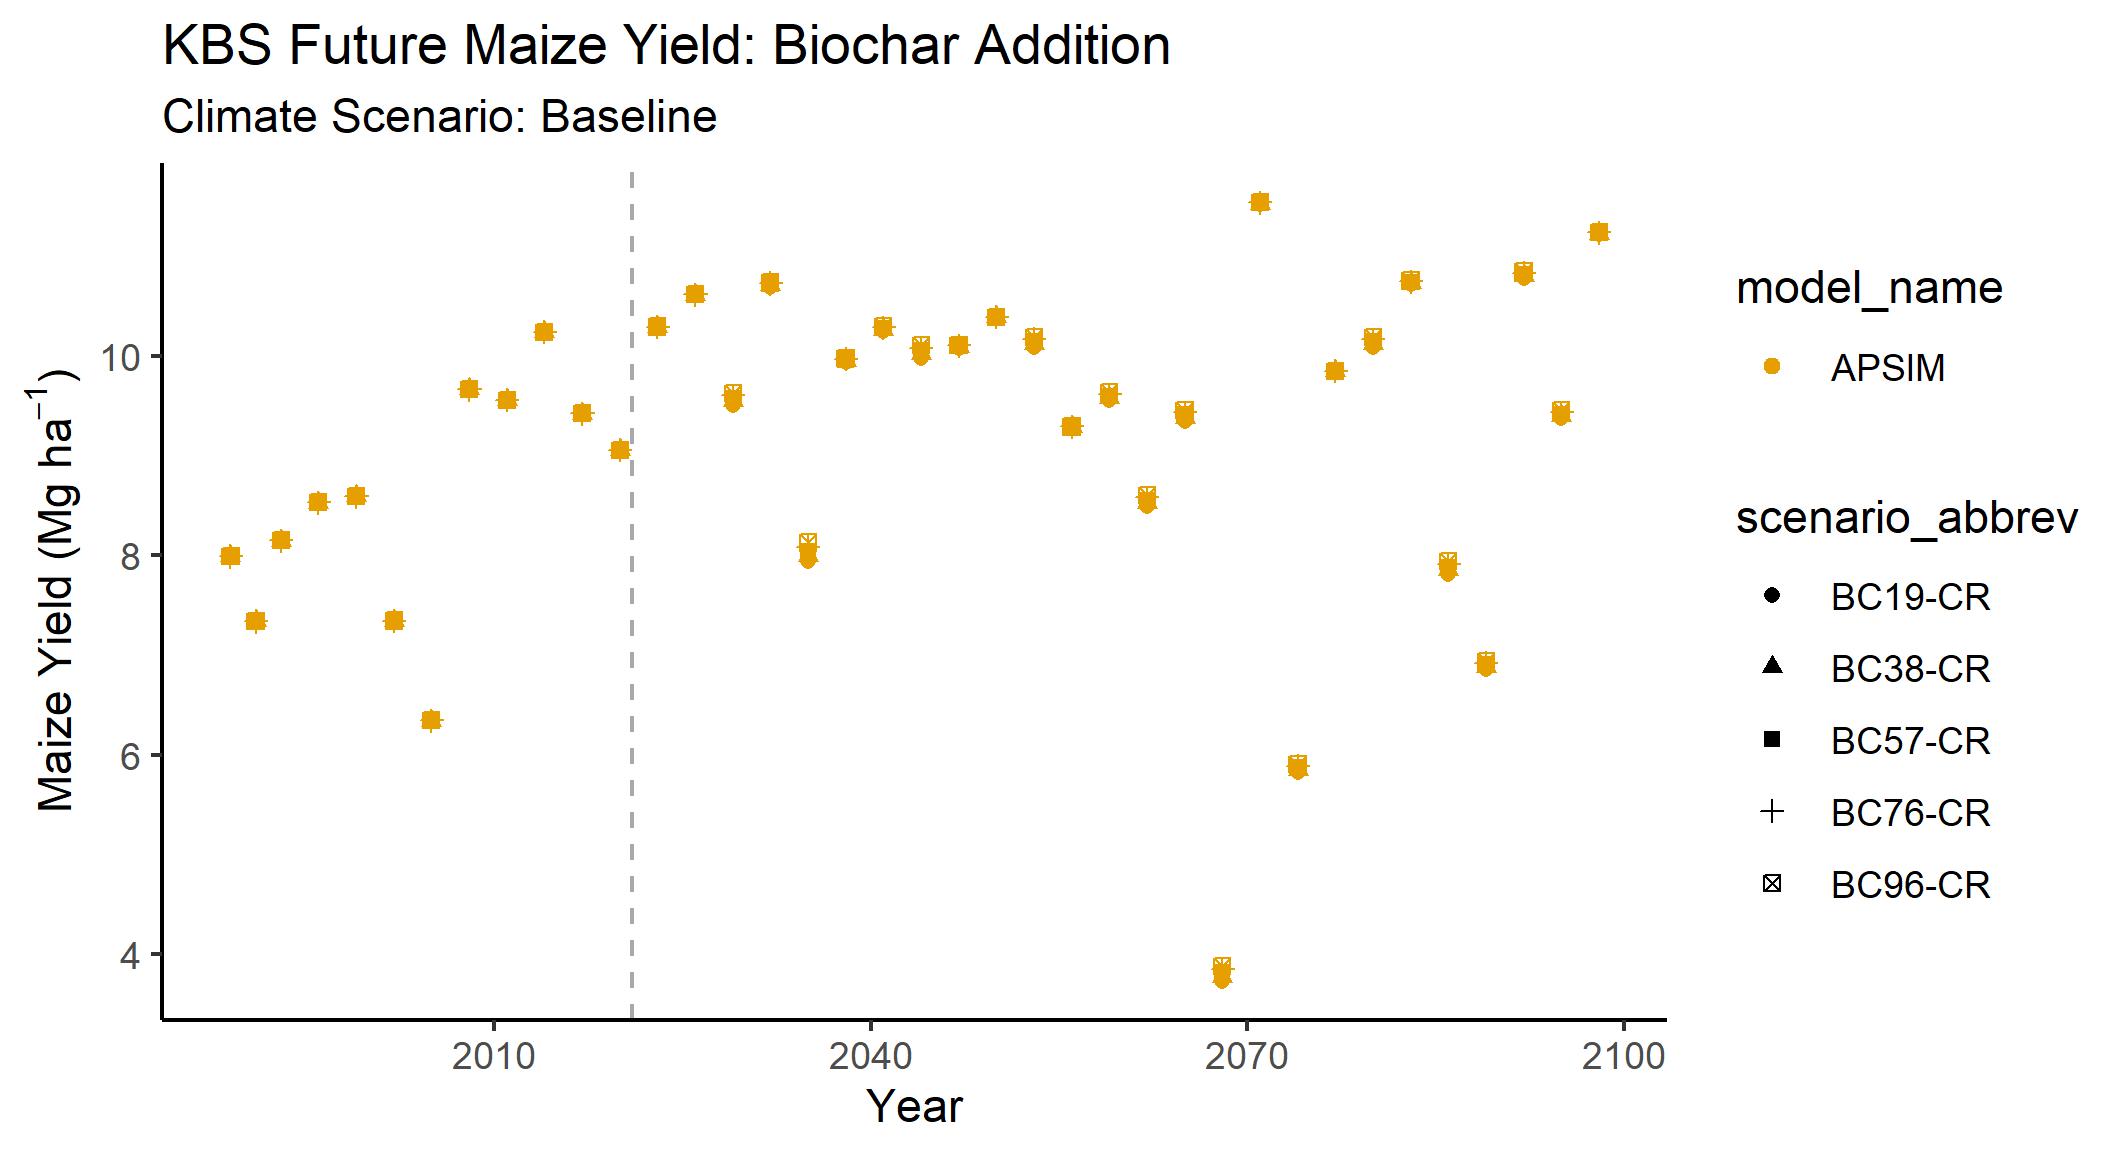 KBS Future Maize Yield: Biochar Addition
Climate Scenario: Baseline
Maize Yield (Mg ha⁻¹)
10
8
6
4
2010
2040
2070
2100
Year
model_name
APSIM
scenario_abbrev
BC19-CR
BC38-CR
BC57-CR
BC76-CR
BC96-CR